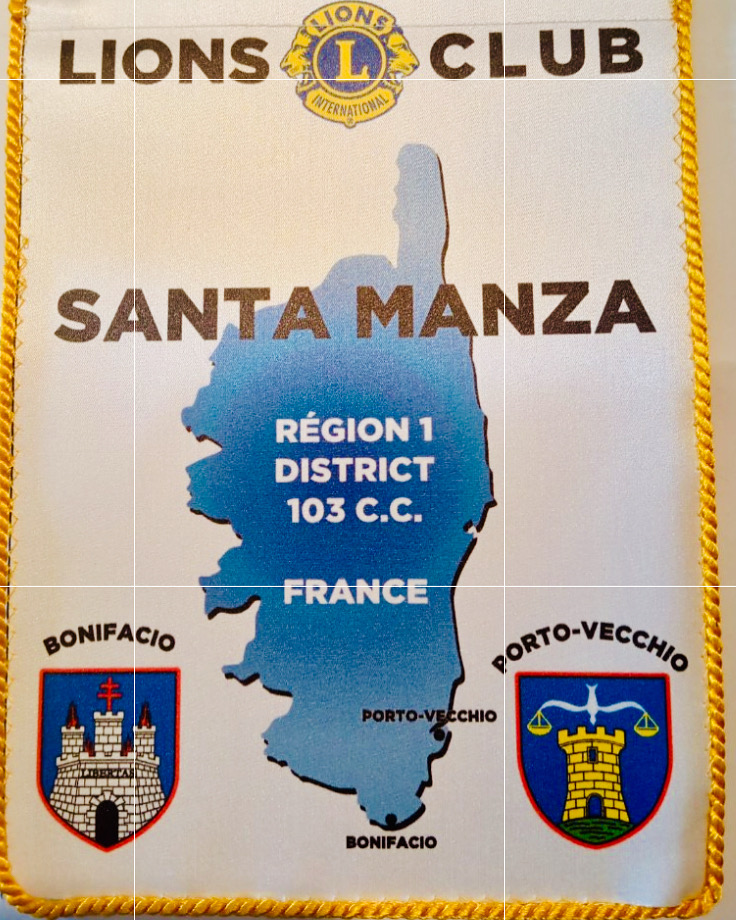 LIONS CLUB
LIONS
L
INTERNATIONAL
®
SANTA MANZA
RÉGION 1
DISTRICT
103 C.C.
FRANCE
BONIFACIO
PORTO-VECCHIO
PORTO-VECCHIO
LIBERTAS
BONIFACIO